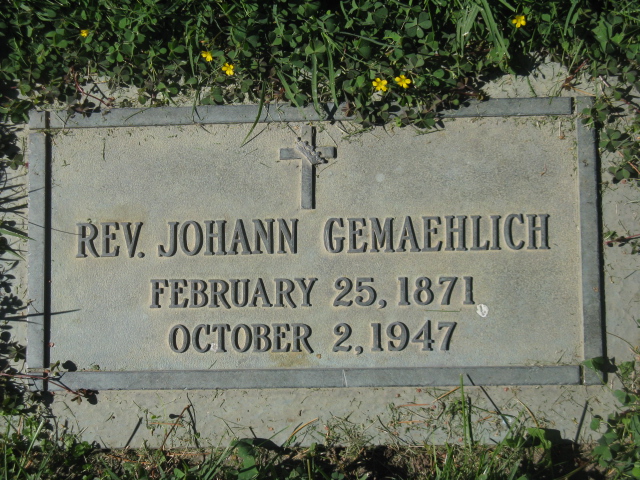 REV. JOHANN GEMAEHLICH
FEBRUARY 25, 1871
OCTOBER 2, 1947